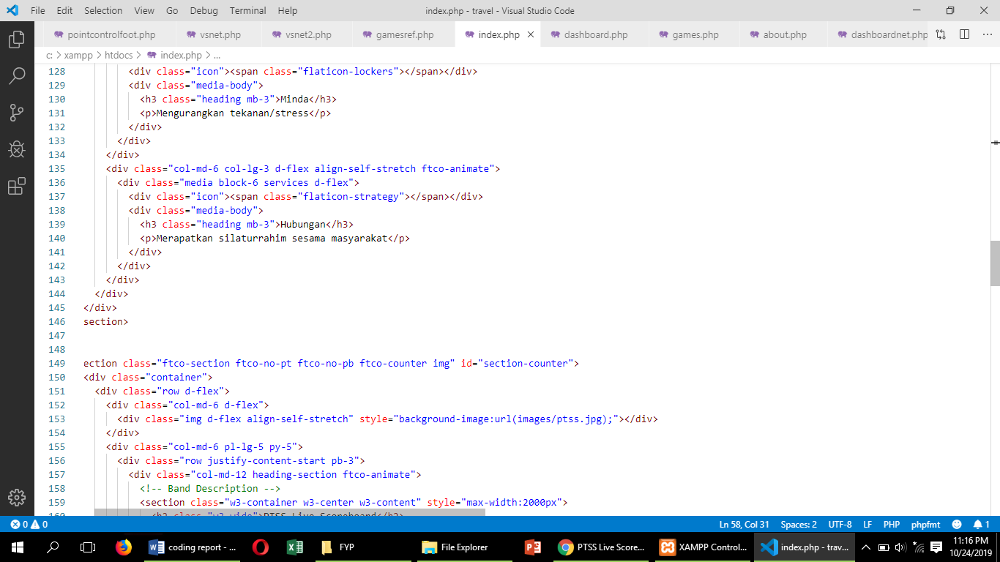 File Edit Selection View Go Debug Terminal Help index.php - travel - Visual Studio Code
pointcontrolfoot.php vsnet.php vsnet2.php gamesref.php index.php dashboard.php games.php about.php dashboardnet.php
c: > xampp > htdocs > index.php > ...
128 <div class="icon"><span class="flaticon-lockers"></span></div>
129 <div class="media-body">
130 <h3 class="heading mb-3">Minda</h3>
131 <p>Mengurangkan tekanan/stress</p>
132 </div>
133 </div>
134 </div>
135 <div class="col-md-6 col-lg-3 d-flex align-self-stretch ftco-animate">
136 <div class="media block-6 services d-flex">
137 <div class="icon"><span class="flaticon-strategy"></span></div>
138 <div class="media-body">
139 <h3 class="heading mb-3">Hubungan</h3>
140 <p>Merapatkan silaturrahim sesama masyarakat</p>
141 </div>
142 </div>
143 </div>
144 </div>
145 </div>
146 section>
147
148
149 ection class="ftco-section ftco-no-pt ftco-no-pb ftco-counter img" id="section-counter">
150 <div class="container">
151 <div class="row d-flex">
152 <div class="col-md-6 d-flex">
153 <div class="img d-flex align-self-stretch" style="background-image:url(images/ptss.jpg);"></div>
154 </div>
155 <div class="col-md-6 pl-lg-5 py-5">
156 <div class="row justify-content-start pb-3">
157 <div class="col-md-12 heading-section ftco-animate">
158 <!-- Band Description -->
159 <section class="w3-container w3-center w3-content" style="max-width:2000px">
160 <h2 class="w3-wide">PTSS Live Scoreboard</h2>
0 0 Ln 58, Col 31 Spaces: 2 UTF-8 LF PHP phpfmt 1
coding report - ... FYP File Explorer PTSS Live Score... XAMPP Control... index.php - trav... 11:16 PM
10/24/2019